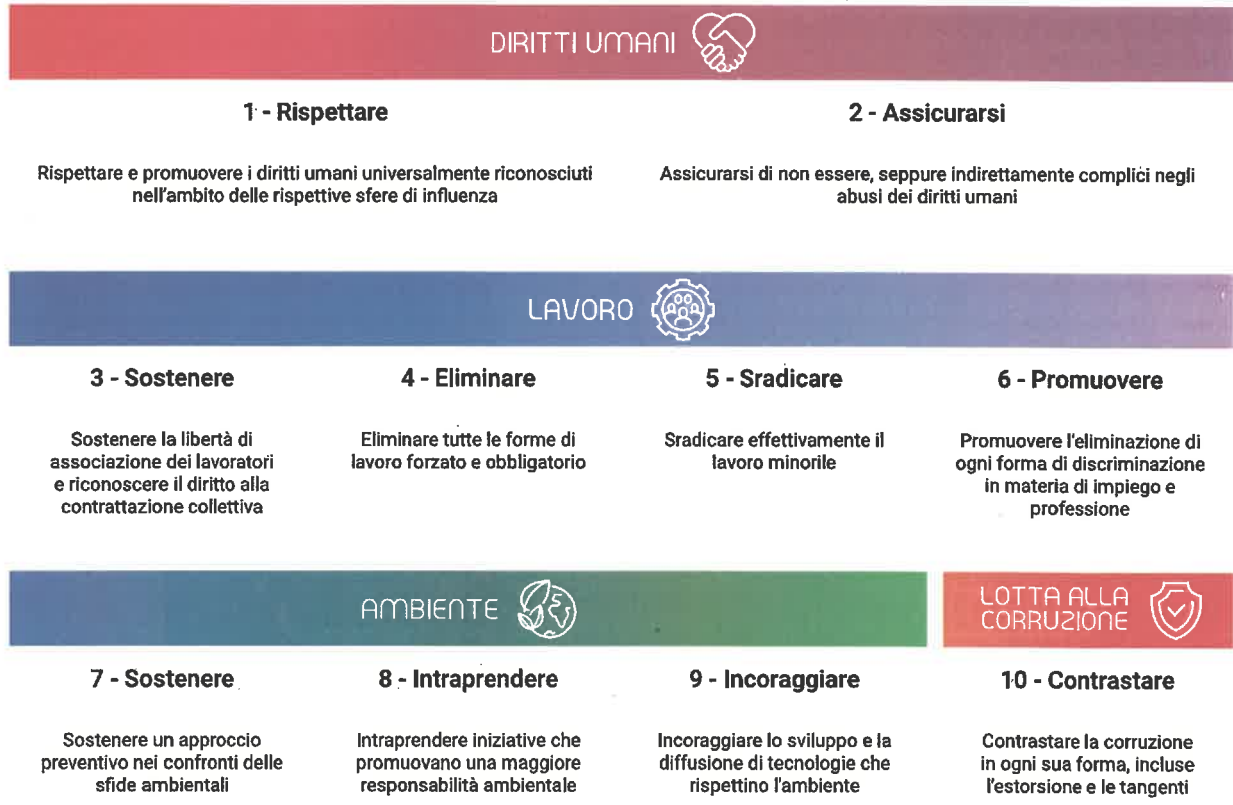 DIRITTI UMANI
1 - Rispettare
Rispettare e promuovere i diritti umani universalmente riconosciuti
nell'ambito delle rispettive sfere di influenza
2 - Assicurarsi
Assicurarsi di non essere, seppure indirettamente complici negli
abusi dei diritti umani
LAVORO
3 - Sostenere
Sostenere la libertà di
associazione dei lavoratori
e riconoscere il diritto alla
contrattazione collettiva
4 - Eliminare
Eliminare tutte le forme di
lavoro forzato e obbligatorio
5 - Sradicare
Sradicare effettivamente il
lavoro minorile
6 - Promuovere
Promuovere l'eliminazione di
ogni forma di discriminazione
in materia di impiego e
professione
AMBIENTE
7 - Sostenere
Sostenere un approccio
preventivo nei confronti delle
sfide ambientali
8 - Intraprendere
Intraprendere iniziative che
promuovano una maggiore
responsabilità ambientale
9 - Incoraggiare
Incoraggiare lo sviluppo e la
diffusione di tecnologie che
rispettino l'ambiente
LOTTA ALLA
CORRUZIONE
10 - Contrastare
Contrastare la corruzione
in ogni sua forma, incluse
l'estorsione e le tangenti